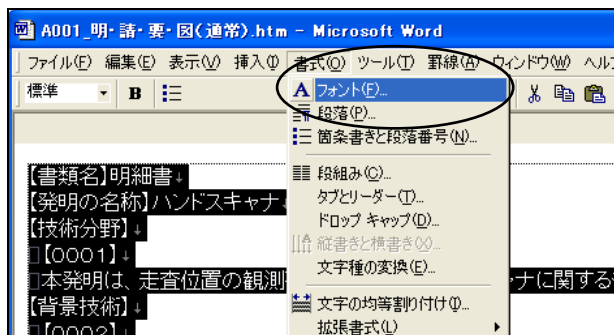 A001_明・請・要・図(通常).htm - Microsoft Word
ファイル(F) 編集(E) 表示(V) 挿入(I) 書式(O) ツール(T) 罫線(A) ウィンドウ(W) ヘル
標準 B
フォント(F)...
段落(P)...
箇条書きと段落番号(N)...
段組み(C)...
タブとリーダー(T)...
ドロップ キャップ(D)...
縦書きと横書き(X)...
文字種の変換(E)...
文字の均等割り付け(I)...
拡張書式(L)
【書類名】明細書↓
【発明の名称】ハンドスキャナ↓
【技術分野】↓
□【0001】↓
□本発明は、走査位置の観測 ナに関する
【背景技術】↓
□【0002】↓